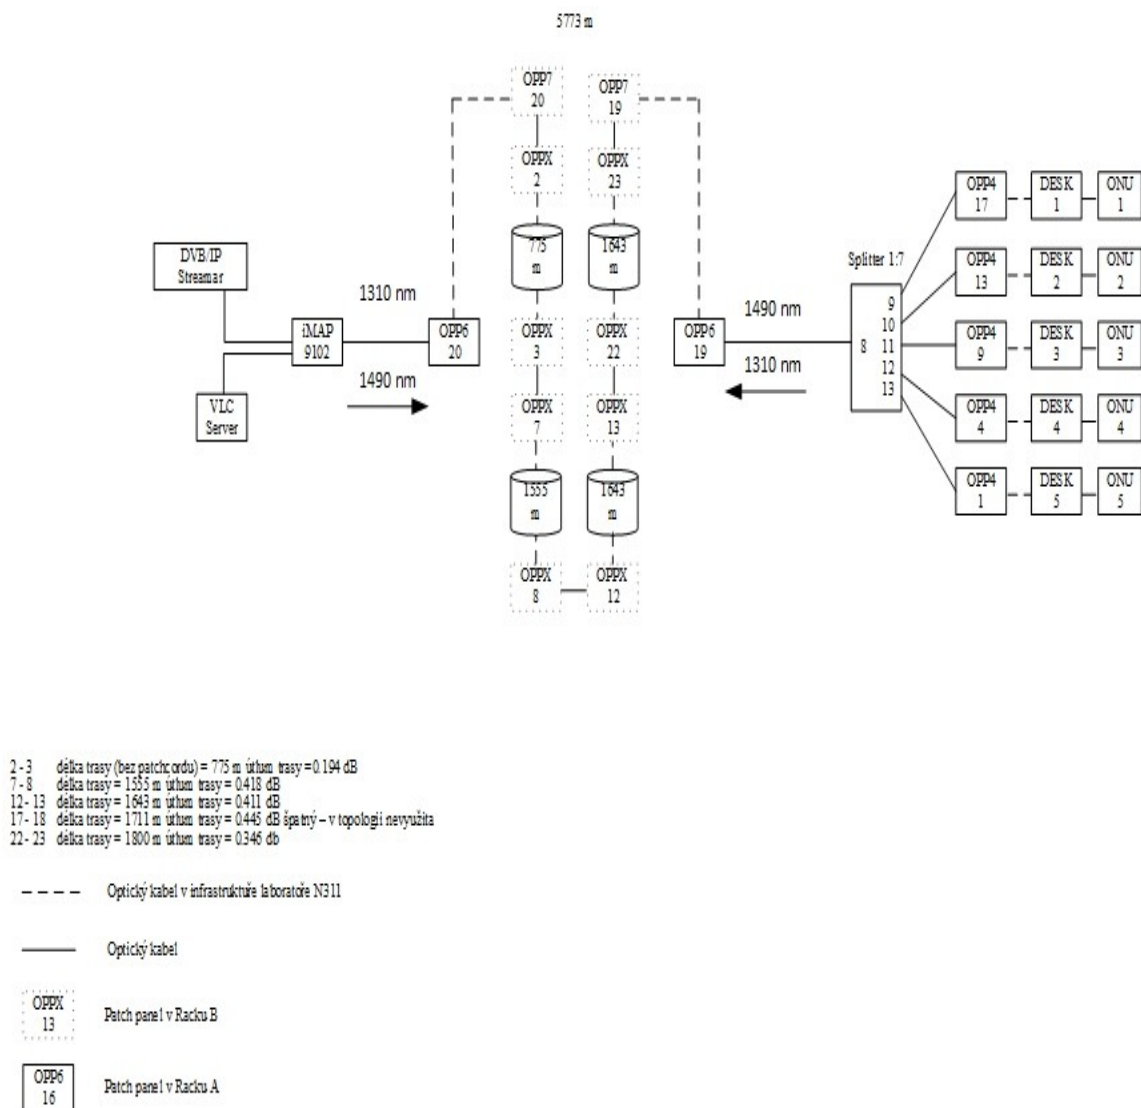 5773 m
OPP7
20
OPP7
19
OPPX
2
OPPX
23
775
m
1643
m
OPPX
3
OPPX
22
OPPX
7
OPPX
13
1555
m
1643
m
OPPX
8
OPPX
12
DVB/IP
Streamar
1310 nm
iMAP
9102
OPP6
20
1490 nm
VLC
Server
OPP6
19
1490 nm
1310 nm
Splitter 1:7
8
9
10
11
12
13
OPP4
17
DESK
1
ONU
1
OPP4
13
DESK
2
ONU
2
OPP4
9
DESK
3
ONU
3
OPP4
4
DESK
4
ONU
4
OPP4
1
DESK
5
ONU
5
2 - 3 délka trasy (bez patchcordu) = 775 m útlum trasy = 0.194 dB
7 - 8 délka trasy = 1555 m útlum trasy = 0.418 dB
12 - 13 délka trasy = 1643 m útlum trasy = 0.411 dB
17 - 18 délka trasy = 1711 m útlum trasy = 0.445 dB špatný – v topologii nevyužita
22 - 23 délka trasy = 1800 m útlum trasy = 0.346 db
Optický kabel v infrastruktuře laboratoře N311
Optický kabel
OPPX
13
Patch panel v Racku B
OPP6
16
Patch panel v Racku A